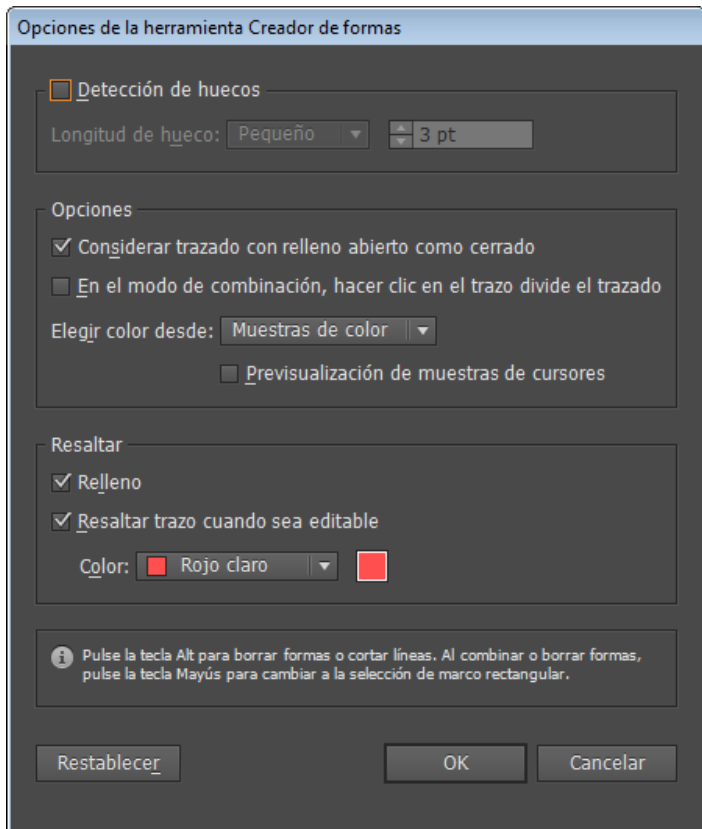 Opciones de la herramienta Creador de formas
Detección de huecos
Longitud de hueco: Pequeño 3 pt
Opciones
Considerar trazado con relleno abierto como cerrado
En el modo de combinación, hacer clic en el trazo divide el trazado
Elegir color desde: Muestras de color
Previsualización de muestras de cursores
Resaltar
Relleno
Resaltar trazo cuando sea editable
Color: Rojo claro
Pulse la tecla Alt para borrar formas o cortar líneas. Al combinar o borrar formas,
pulse la tecla Mayús para cambiar a la selección de marco rectangular.
Restablecer OK Cancelar